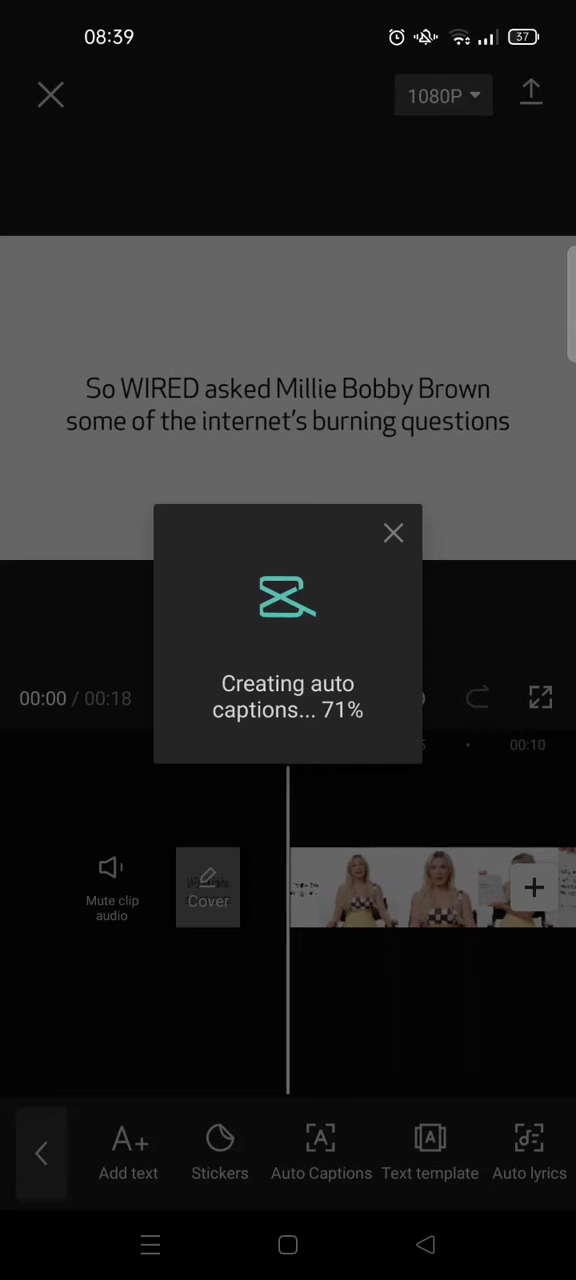 08:39
37
1080P
So WIRED asked Millie Bobby Brown
some of the internet's burning questions
Creating auto
captions... 71%
00:00 / 00:18
00:10
Mute clip
audio
Cover
A+
Add text
Stickers
Auto Captions
Text template
Auto lyrics